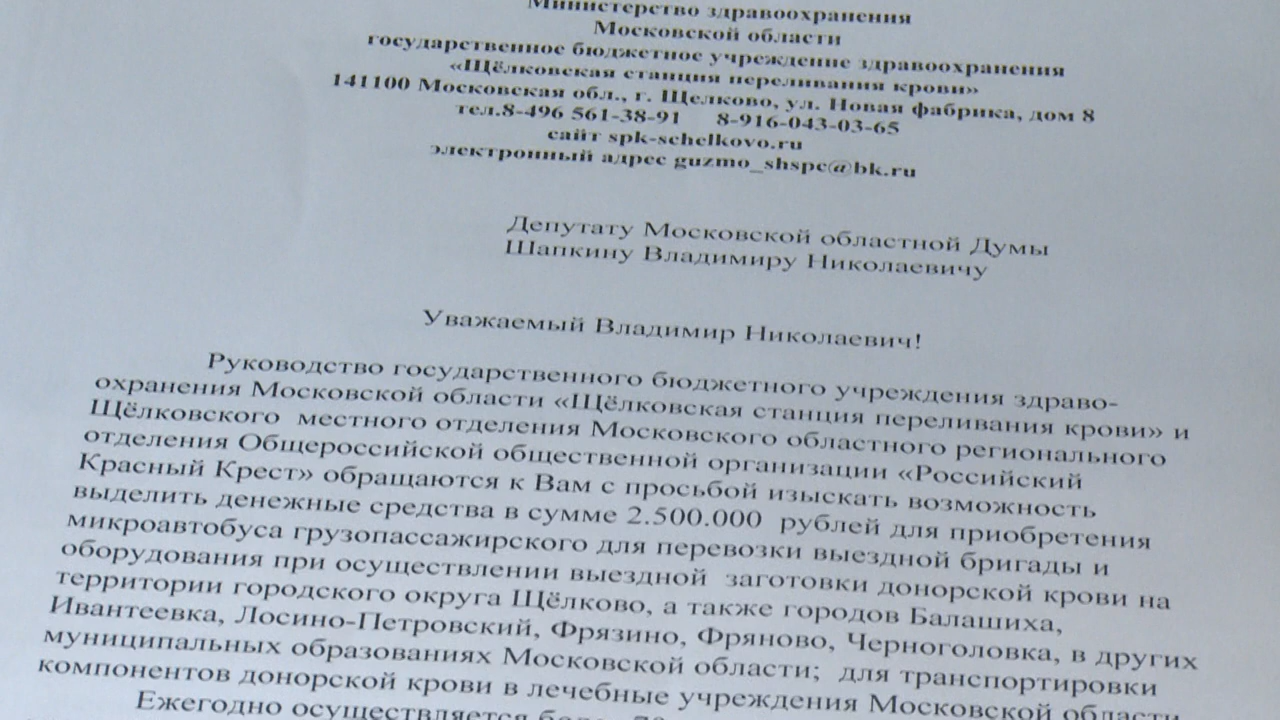 Министерство здравоохранения
Московской области
государственное бюджетное учреждение здравоохранения
«Щёлковская станция переливания крови»
141100 Московская обл., г. Щелково, ул. Новая фабрика, дом 8
тел.8-496 561-38-91 8-916-043-03-65
сайт spk-schelkovo.ru
электронный адрес guzmo_shspc@bk.ru
Депутату Московской областной Думы
Шапкину Владимиру Николаевичу
Уважаемый Владимир Николаевич!
Руководство государственного бюджетного учреждения здраво-
охранения Московской области «Щёлковская станция переливания крови» и
Щёлковского местного отделения Московского областного регионального
отделения Общероссийской общественной организации «Российский
Красный Крест» обращаются к Вам с просьбой изыскать возможность
выделить денежные средства в сумме 2.500.000 рублей для приобретения
микроавтобуса грузопассажирского для перевозки выездной бригады и
оборудования при осуществлении выездной заготовки донорской крови на
территории городского округа Щёлково, а также городов Балашиха,
Ивантеевка, Лосино-Петровский, Фрязино, Фряново, Черноголовка, в других
муниципальных образованиях Московской области; для транспортировки
компонентов донорской крови в лечебные учреждения Московской области.
Ежегодно осуществляется